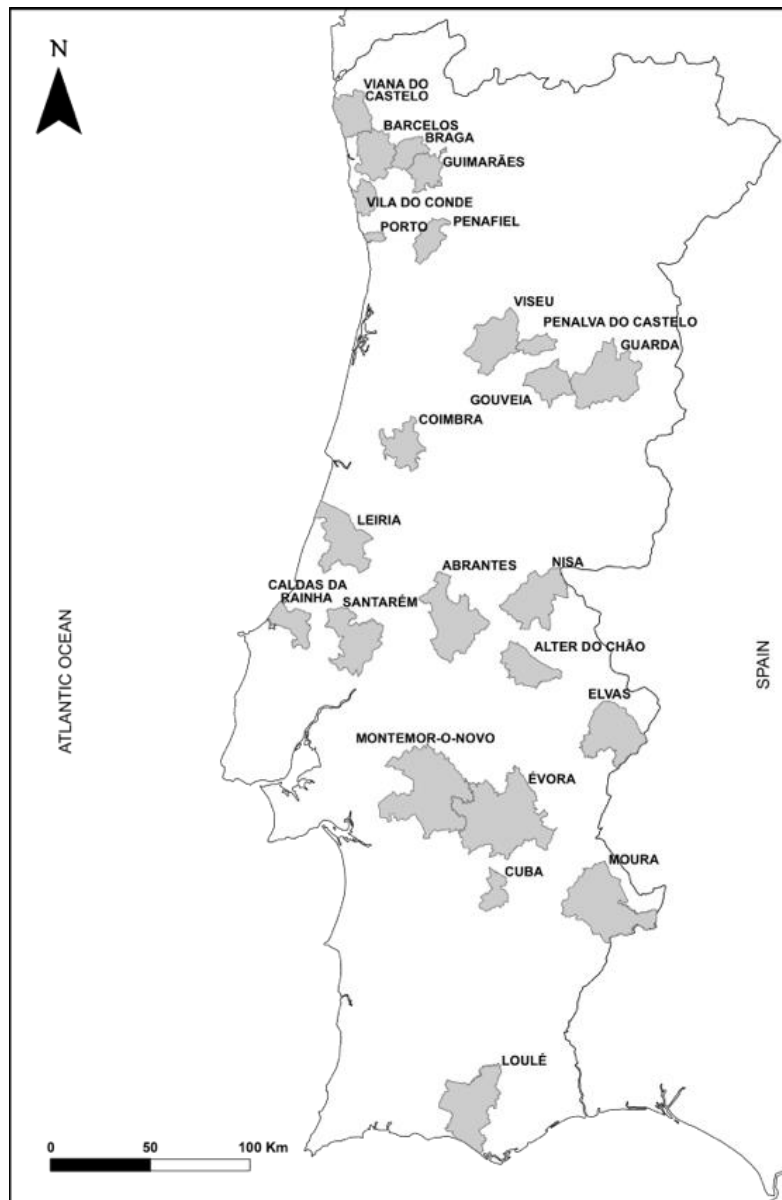 N
VIANA DO
CASTELO
BARCELOS
BRAGA
GUIMARÃES
VILA DO CONDE
PORTO
PENAFIEL
VISEU
PENALVA DO CASTELO
GUARDA
GOUVEIA
COIMBRA
LEIRIA
ABRANTES
NISA
CALDAS DA
RAINHA
SANTARÉM
ALTER DO CHÃO
ATLANTIC OCEAN
SPAIN
ELVAS
MONTEMOR-O-NOVO
ÉVORA
CUBA
MOURA
LOULÉ
0 50 100 Km